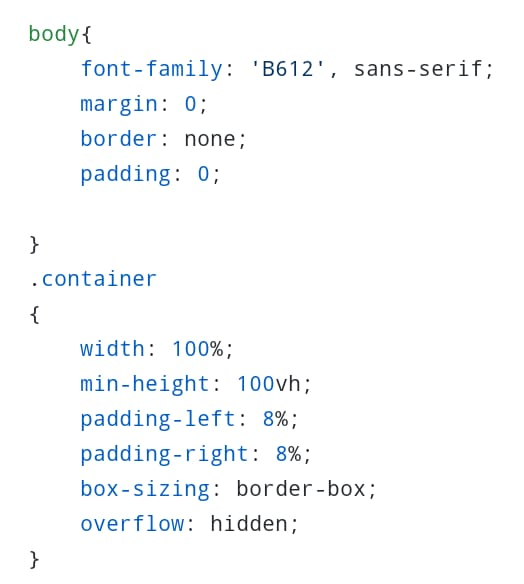 body{
    font-family: 'B612', sans-serif;
    margin: 0;
    border: none;
    padding: 0;

}
.container
{
    width: 100%;
    min-height: 100vh;
    padding-left: 8%;
    padding-right: 8%;
    box-sizing: border-box;
    overflow: hidden;
}